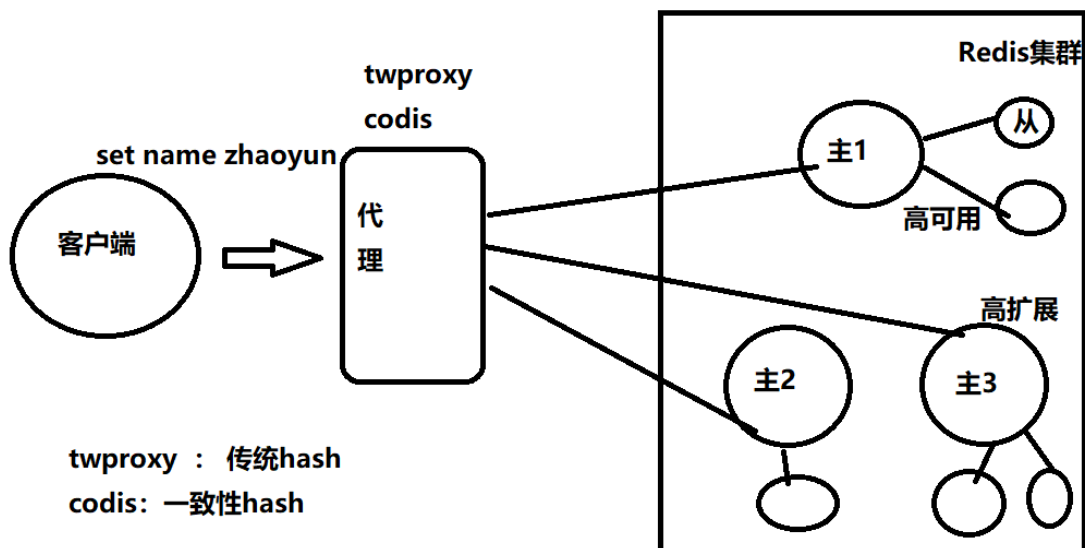 twproxy
codis
set name zhaoyun
客户端
代
理
Redis集群
主1
从
高可用
高扩展
主2
主3
twproxy ： 传统hash
codis：一致性hash